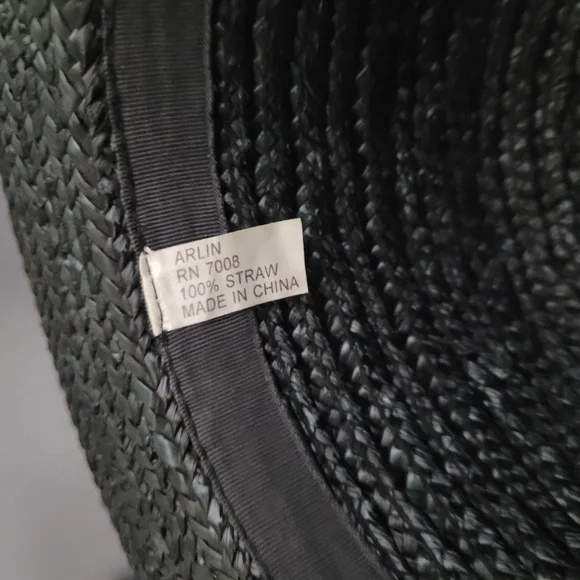 ARLIN
RN 7008
100% STRAW
MADE IN CHINA